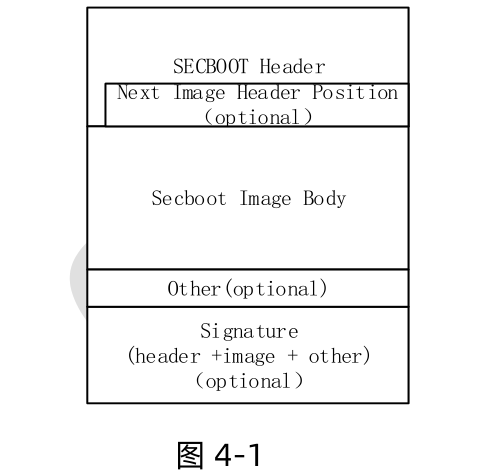 SECBOOT Header
Next Image Header Position
（optional）
Secboot Image Body
Other(optional)
Signature
(header +image + other)
（optional）
图 4-1